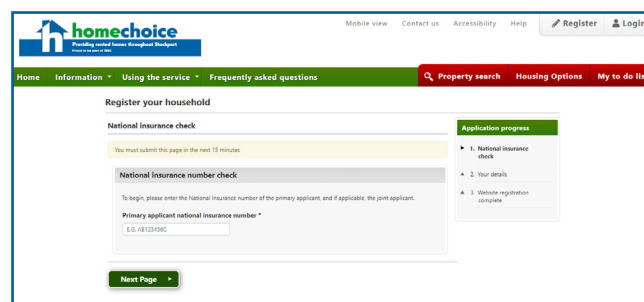 Mobile view Contact us Accessibility Help Register Login
homechoice
Providing rented homes throughout Stockport
Home Information Using the service Frequently asked questions Property search Housing Options My to do lis
Register your household
National insurance check
You must submit this page in the next 15 minutes
National insurance number check
To begin, please enter the National Insurance number of the primary applicant, and if applicable, the joint applicant.
Primary applicant national insurance number *
E.G. AB123456C
Next Page
Application progress
1. National insurance
check
2. Your details
3. Website registration
complete